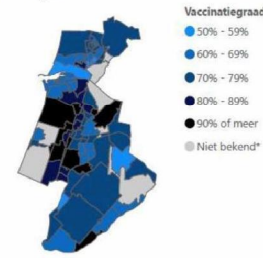 Vaccinatiegraad
50% - 59%
60% - 69%
70% - 79%
80% - 89%
90% of meer
Niet bekend*